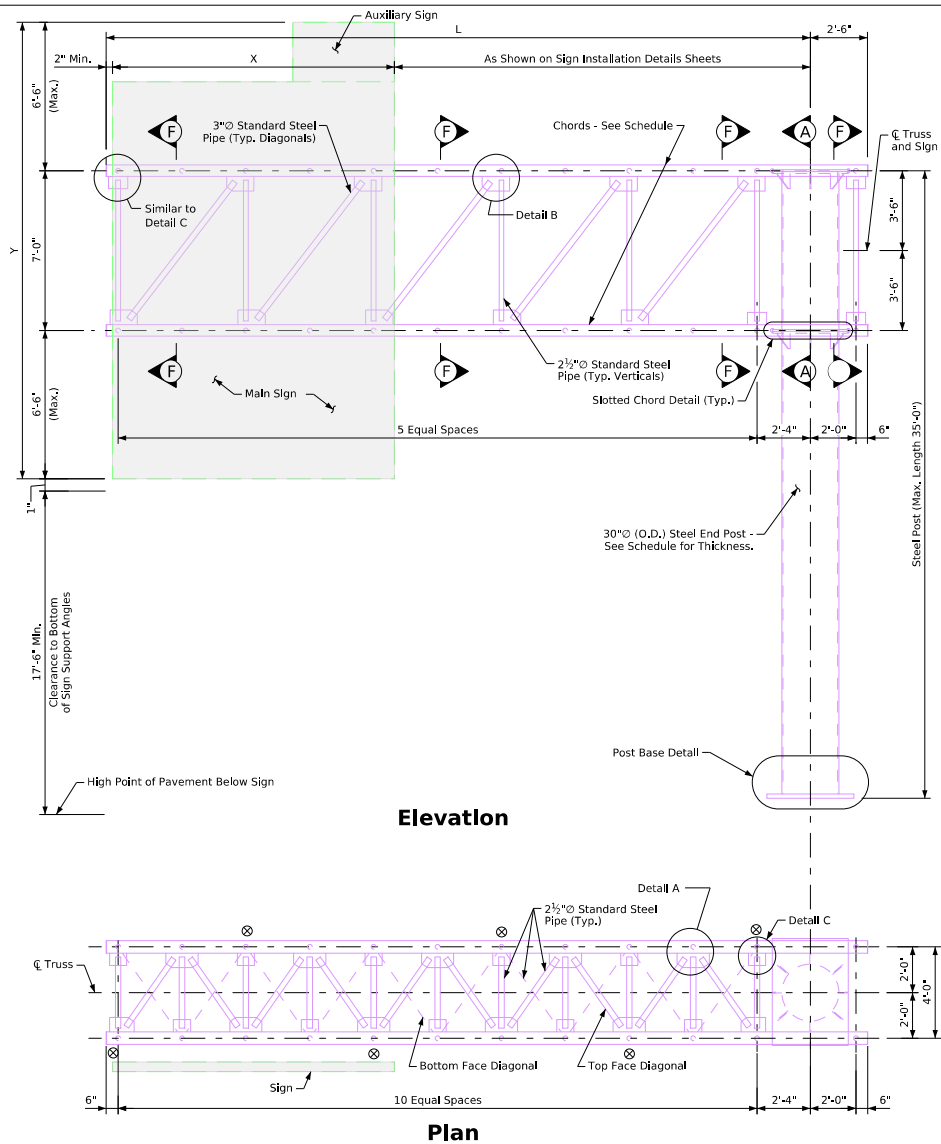 Auxiliary Sign
L
2'-6"
2" Min.
X
As Shown on Sign Installation Details Sheets
6'-6"
(Max.)
F
F
F
A
F
3"Ø Standard Steel
Pipe (Typ. Diagonals)
Chords - See Schedule
℄ Truss
and SIgn
Similar to
Detail C
Detail B
Y
7'-0"
3'-6"
3'-6"
F
F
F
A
2½"Ø Standard Steel
Pipe (Typ. Verticals)
Main SIgn
Slotted Chord Detail (Typ.)
6'-6"
(Max.)
5 Equal Spaces
2'-4"
2'-0"
6"
1"
30"Ø (O.D.) Steel End Post -
See Schedule for Thickness.
Steel Post (Max. Length 35'-0")
17'-6" MIn.
Clearance to Bottom
of Sign Support Angles
Post Base Detall
High Point of Pavement Below Sign
Elevatlon
Detall A
2½"Ø Standard Steel
Pipe (Typ.)
Detall C
℄ Truss
2'-0"
2'-0"
4'-0"
Bottom Face Diagonal
Top Face Diagonal
Sign
6"
10 Equal Spaces
2'-4"
2'-0"
6"
Plan